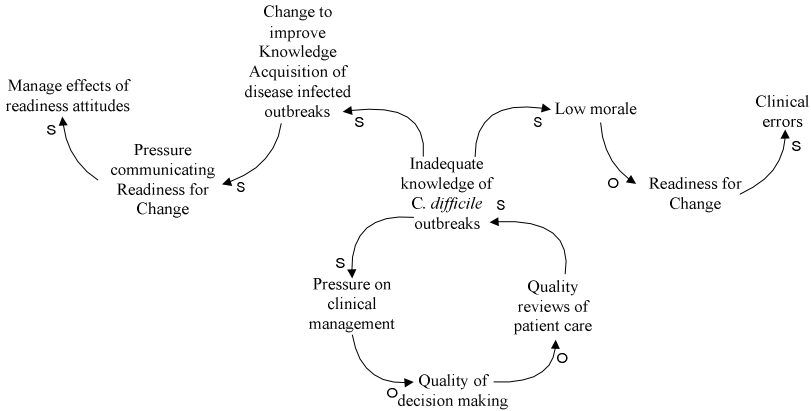 Change to
improve
Knowledge
Acquisition of
disease infected
outbreaks
S
Manage effects of
readiness attitudes
S
Pressure
communicating
Readiness for
Change
S
Inadequate
knowledge of
C. difficile
outbreaks
S
Low morale
S
Clinical
errors
S
Readiness for
Change
O
Pressure on
clinical
management
S
Quality
reviews of
patient care
O
Quality of
decision making
O